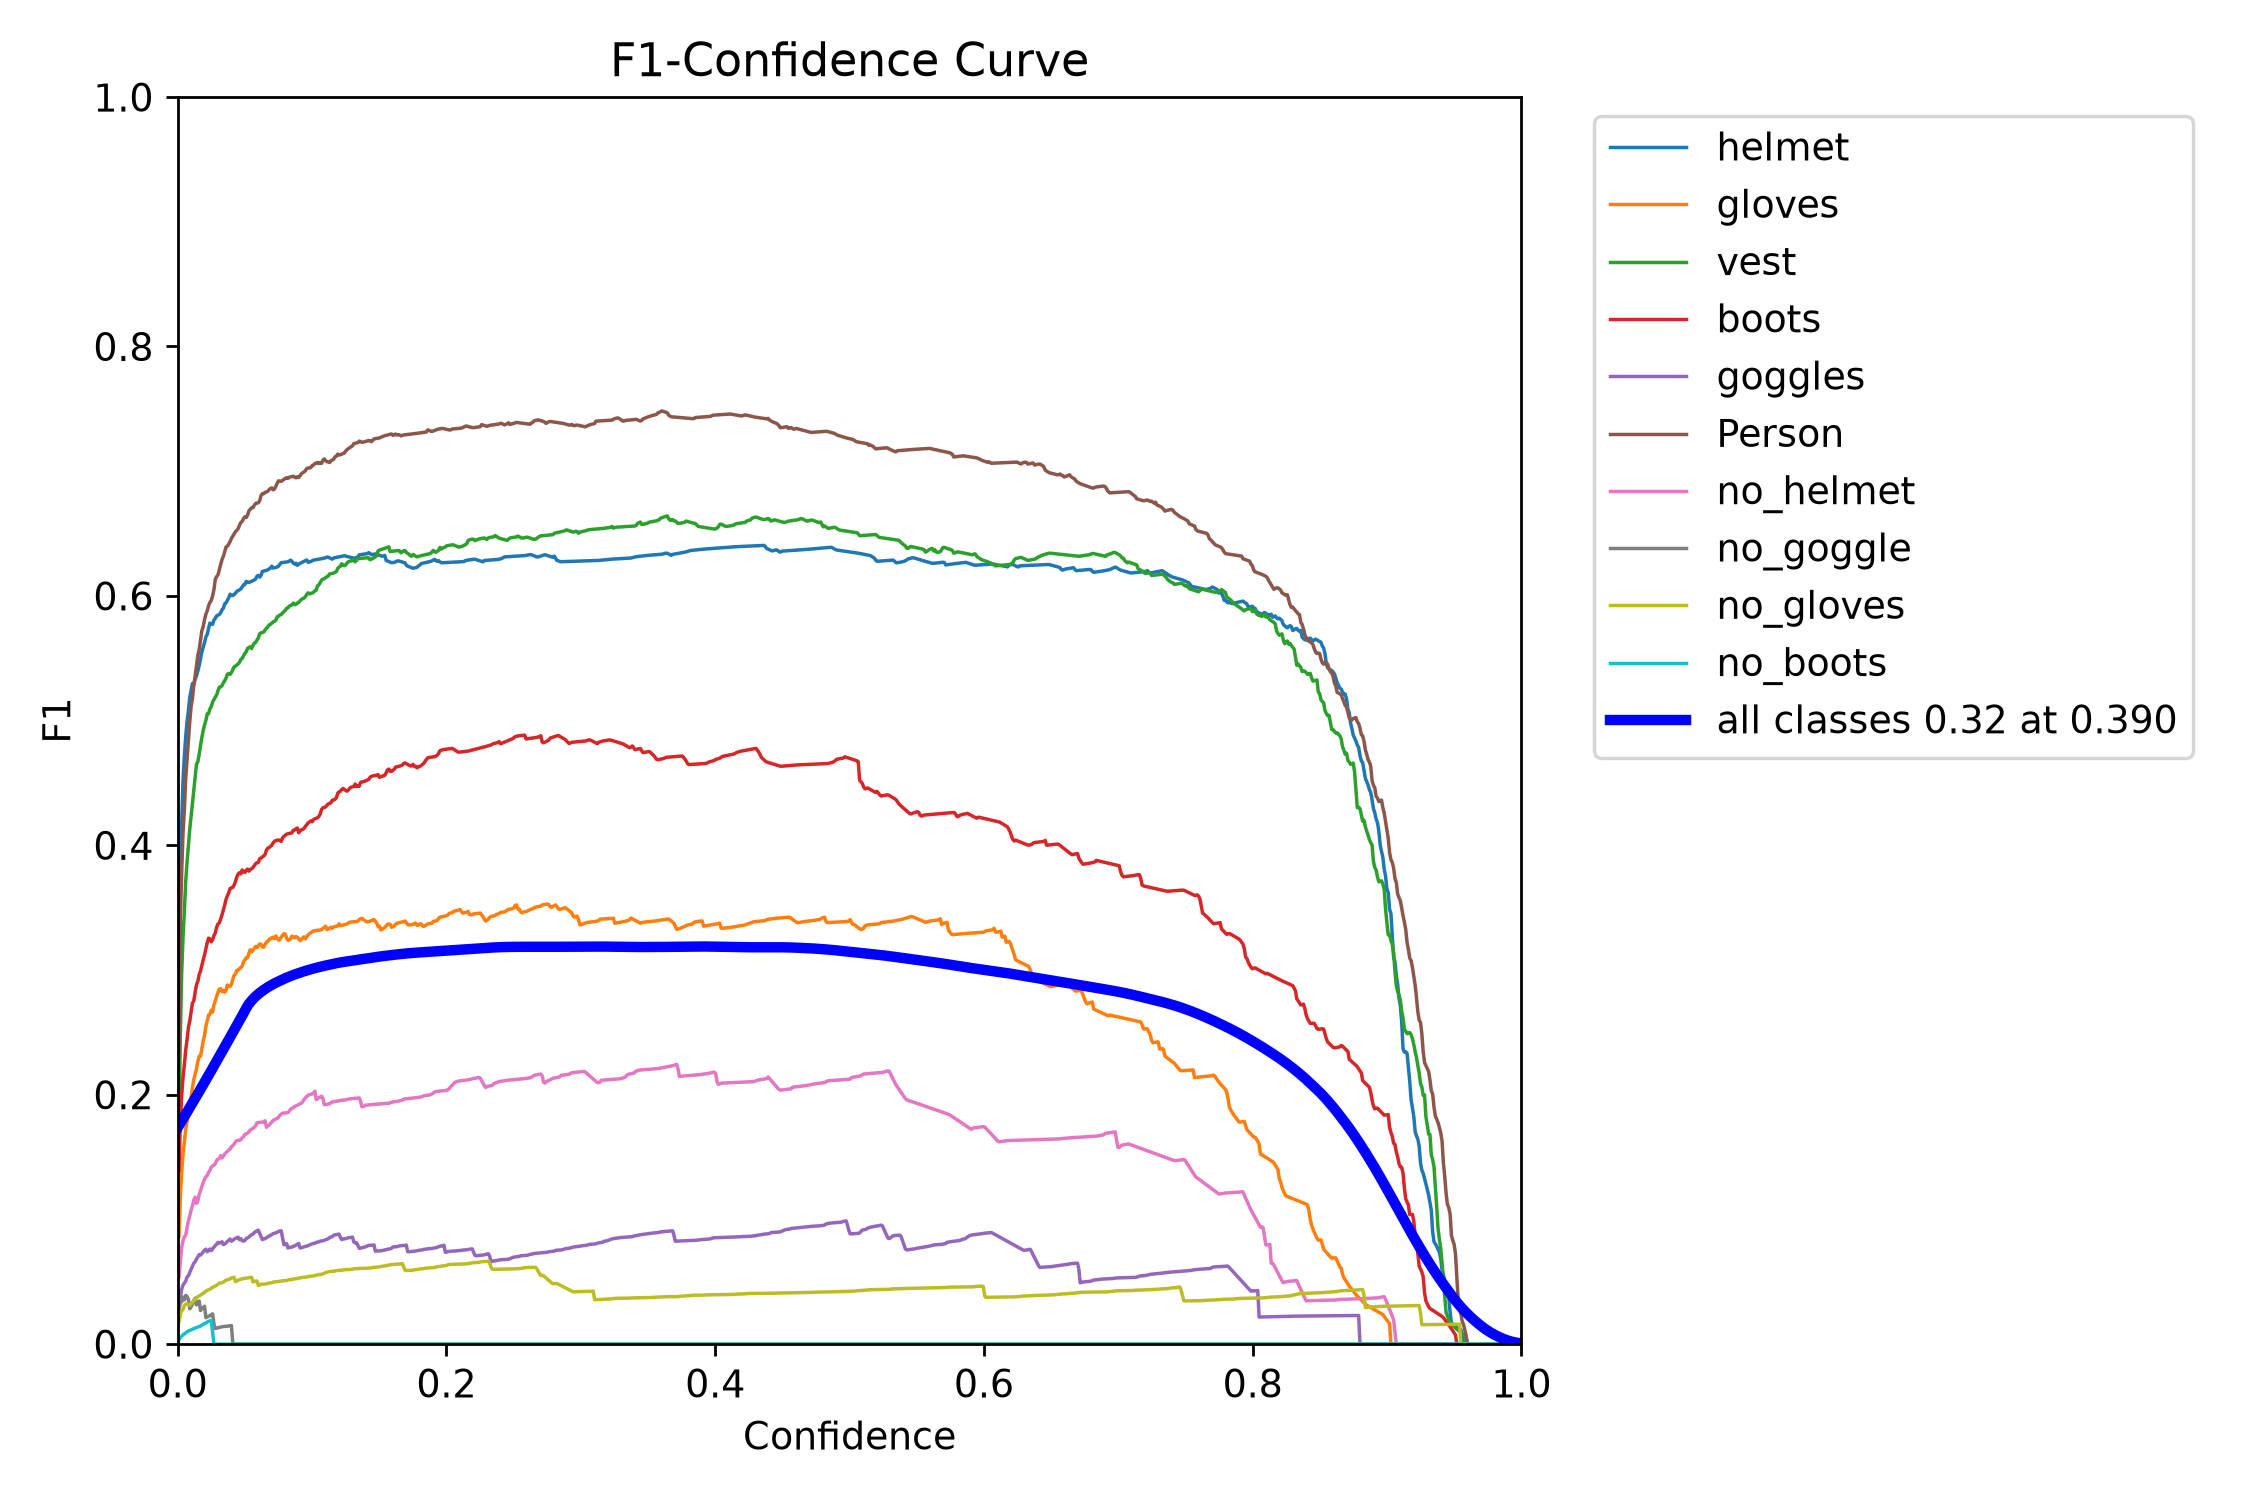 F1-Confidence Curve
1.0
0.8
0.6
0.4
0.2
0.0
F1
0.0 0.2 0.4 0.6 0.8 1.0
Confidence
helmet
gloves
vest
boots
goggles
Person
no_helmet
no_goggle
no_gloves
no_boots
all classes 0.32 at 0.390